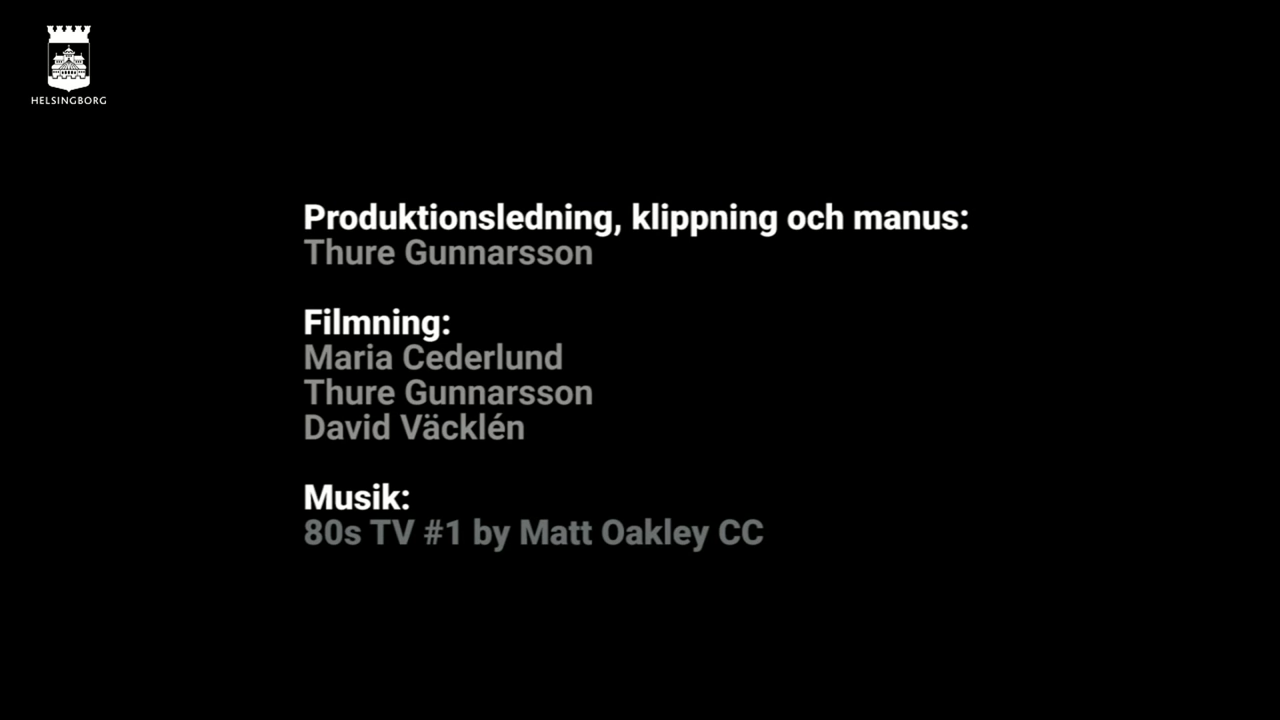 HELSINGBORG
Produktionsledning, klippning och manus:
Thure Gunnarsson
Filmning:
Maria Cederlund
Thure Gunnarsson
David Väcklén
Musik:
80s TV #1 by Matt Oakley CC